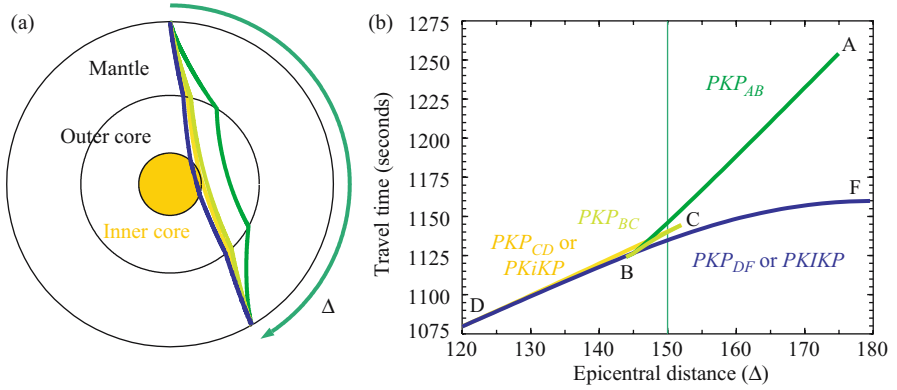 (a)
Mantle
Outer core
Inner core
Δ
(b)
Travel time (seconds)
1275
1250
1225
1200
1175
1150
1125
1100
1075
A
PKP_AB
F
PKP_BC
C
PKP_CD or
PKiKP
B
PKP_DF or PKIKP
D
120 130 140 150 160 170 180
Epicentral distance (Δ)